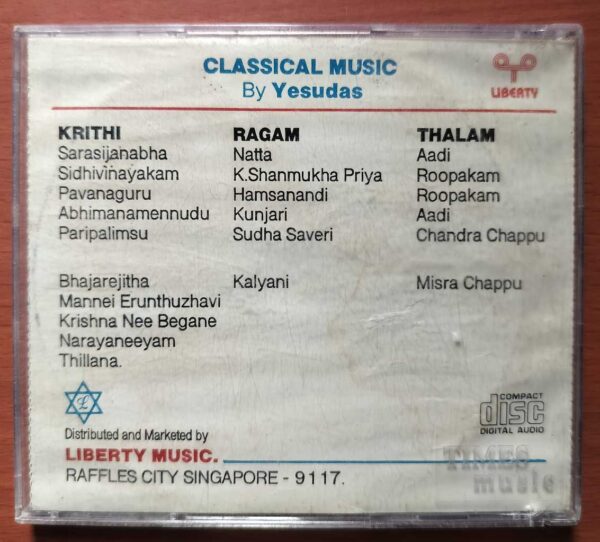 CLASSICAL MUSIC
By Yesudas
LIBERTY
KRITHI RAGAM THALAM
Sarasijanabha Natta Aadi
Sidhivinayakam K.Shanmukha Priya Roopakam
Pavanaguru Hamsanandi Roopakam
Abhimanamennudu Kunjari Aadi
Paripalimsu Sudha Saveri Chandra Chappu
Bhajarejitha Kalyani Misra Chappu
Mannei Erunthuzhavi
Krishna Nee Begane
Narayaneeyam
Thillana.
L
COMPACT
disc
DIGITAL AUDIO
Distributed and Marketed by
LIBERTY MUSIC.
RAFFLES CITY SINGAPORE - 9117.
TIMES
music